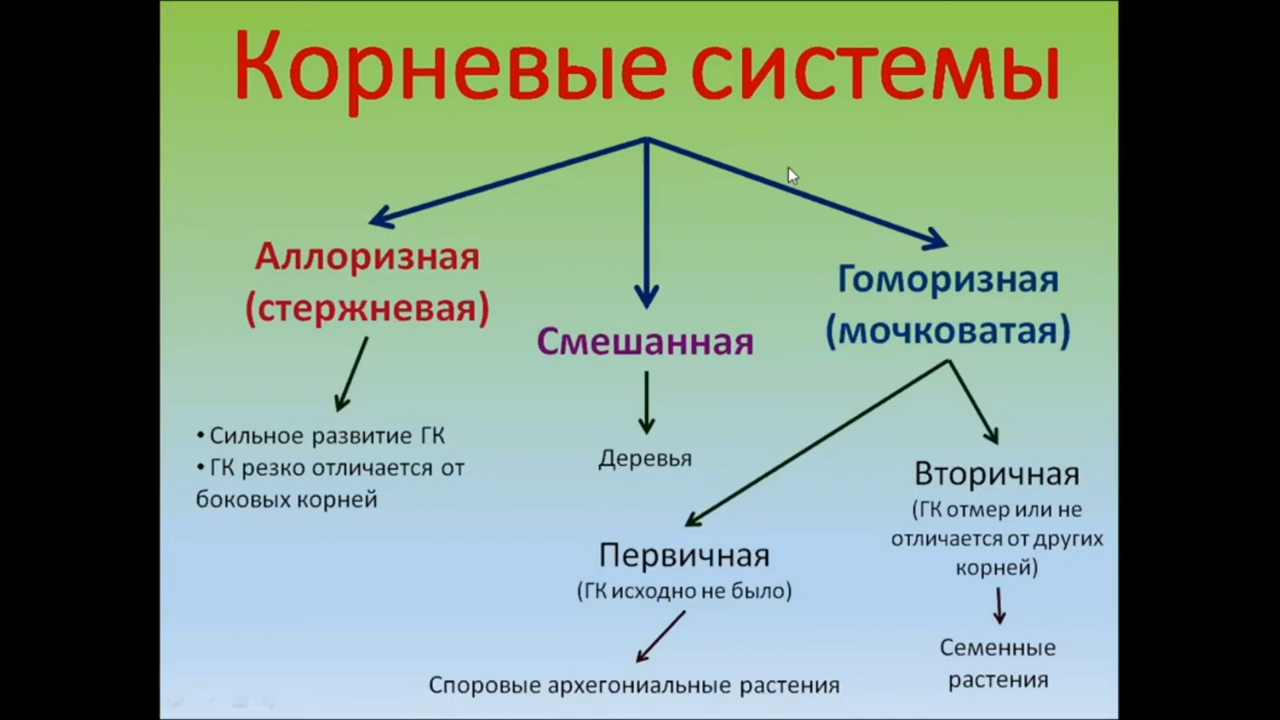 Корневые системы
Аллоризная
(стержневая)
• Сильное развитие ГК
• ГК резко отличается от
боковых корней
Смешанная
Деревья
Гоморизная
(мочковатая)
Первичная
(ГК исходно не было)
Споровые архегониальные растения
Вторичная
(ГК отмер или не
отличается от других
корней)
Семенные
растения